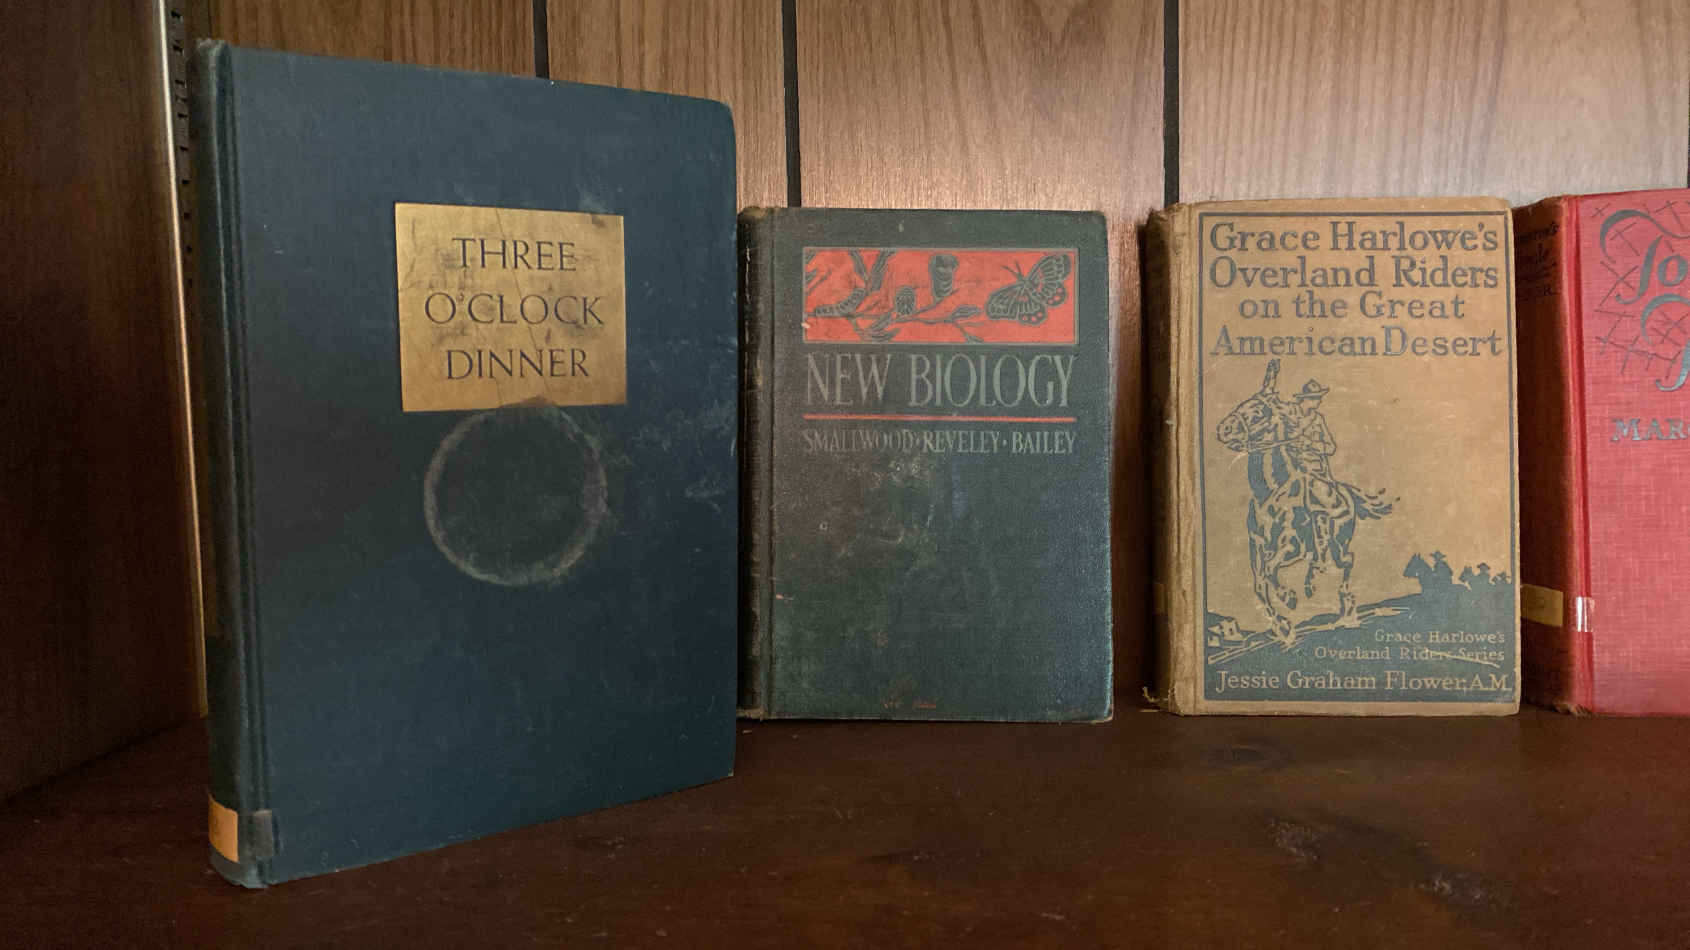 THREE
O'CLOCK
DINNER
NEW BIOLOGY
SMALLWOOD · REVELEY · BAILEY
Grace Harlowe's
Overland Riders
on the Great
American Desert
Grace Harlowe's
Overland Riders Series
Jessie Graham Flower, A.M.